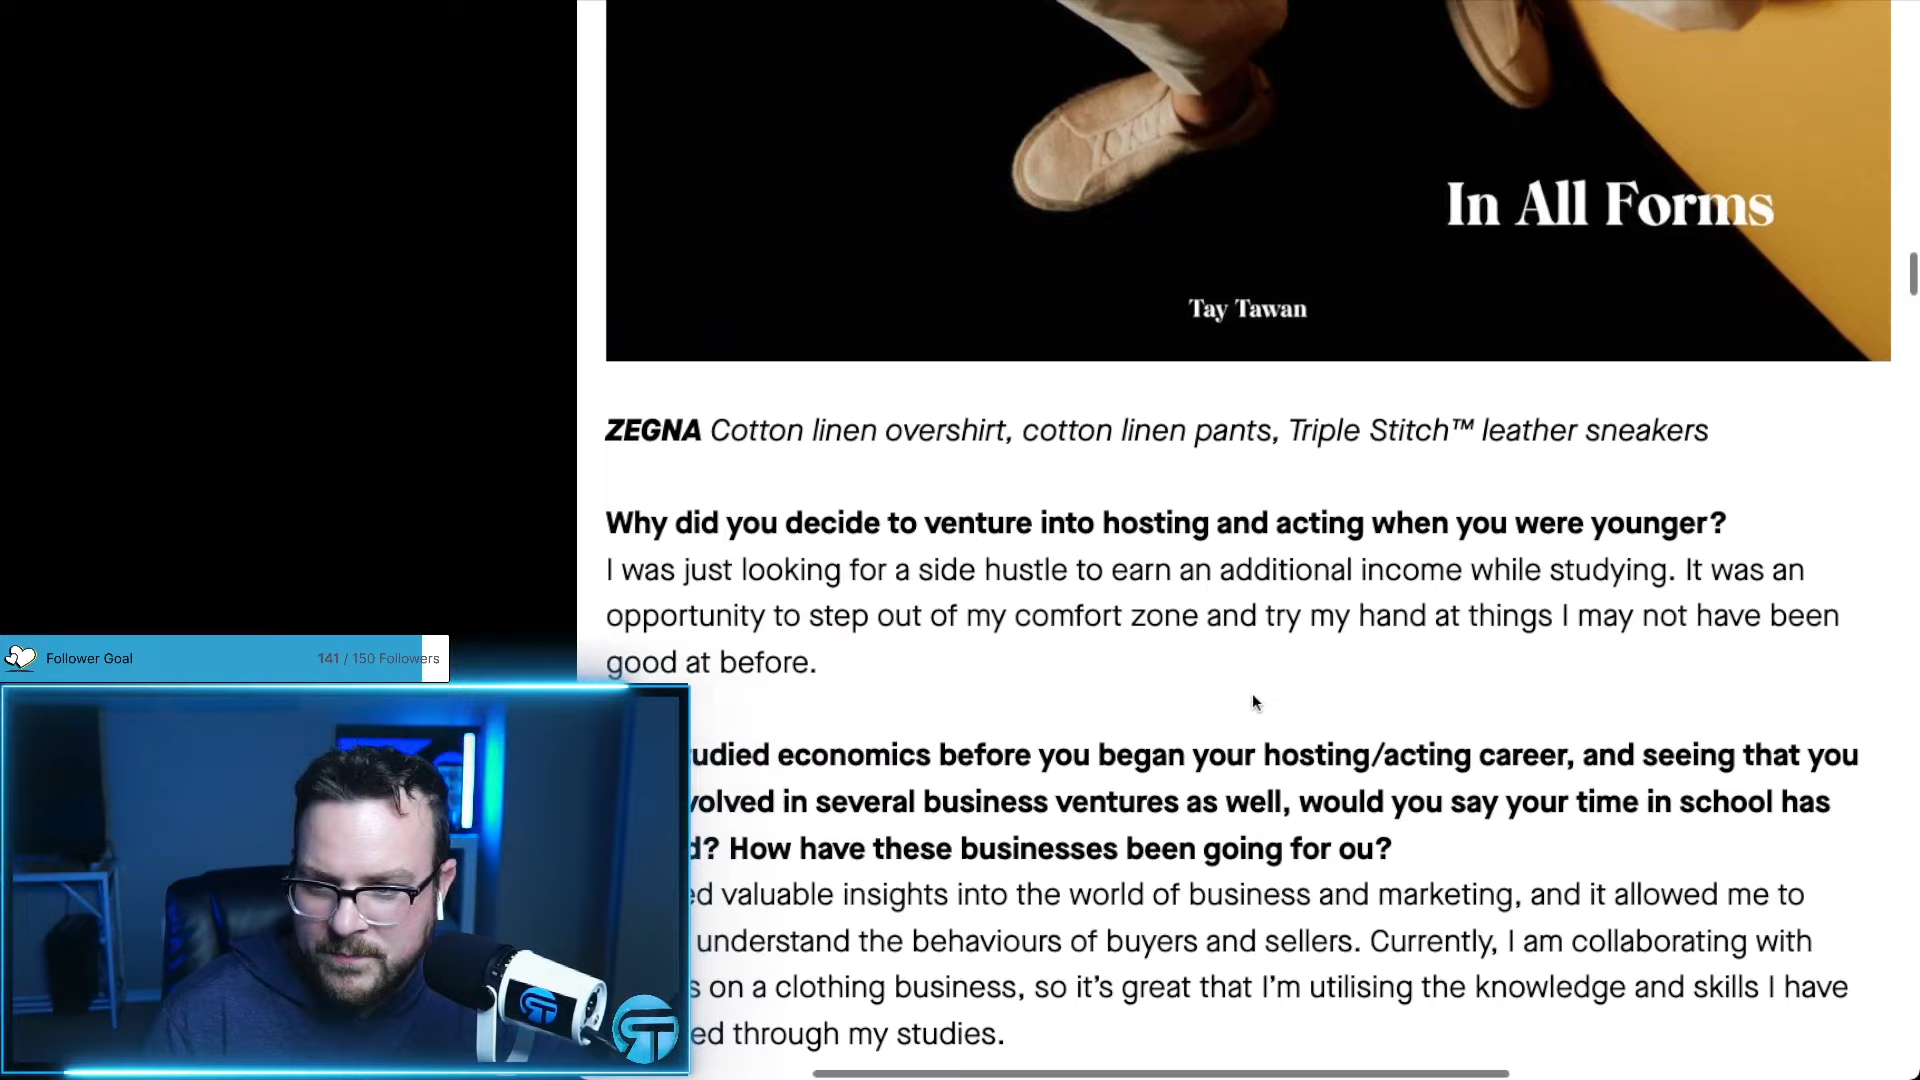 In All Forms
Tay Tawan
ZEGNA Cotton linen overshirt, cotton linen pants, Triple Stitch™ leather sneakers
Why did you decide to venture into hosting and acting when you were younger?
I was just looking for a side hustle to earn an additional income while studying. It was an
opportunity to step out of my comfort zone and try my hand at things I may not have been
good at before.
Follower Goal 141 / 150 Followers
economics before you began your hosting/acting career, and seeing that you
in several business ventures as well, would you say your time in school has
How have these businesses been going for ou?
valuable insights into the world of business and marketing, and it allowed me to
understand the behaviours of buyers and sellers. Currently, I am collaborating with
on a clothing business, so it’s great that I’m utilising the knowledge and skills I have
through my studies.